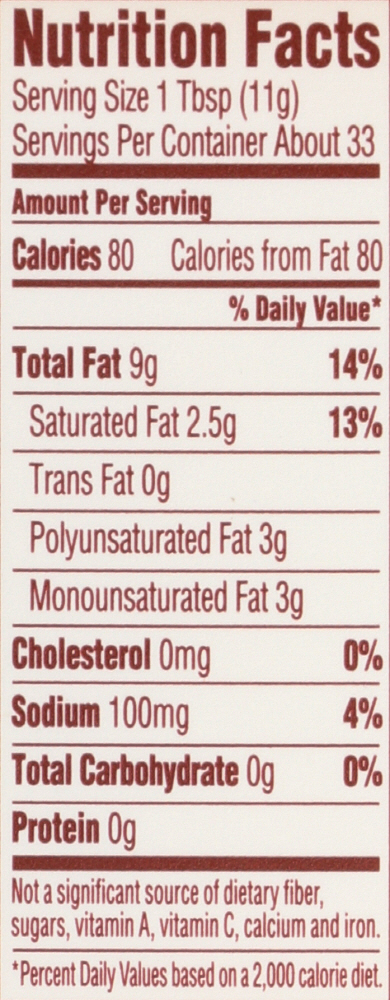 Nutrition Facts
Serving Size 1 Tbsp (11g)
Servings Per Container About 33
Amount Per Serving
Calories 80 Calories from Fat 80
% Daily Value*
Total Fat 9g 14%
Saturated Fat 2.5g 13%
Trans Fat 0g
Polyunsaturated Fat 3g
Monounsaturated Fat 3g
Cholesterol 0mg 0%
Sodium 100mg 4%
Total Carbohydrate 0g 0%
Protein 0g
Not a significant source of dietary fiber,
sugars, vitamin A, vitamin C, calcium and iron.
*Percent Daily Values based on a 2,000 calorie diet.